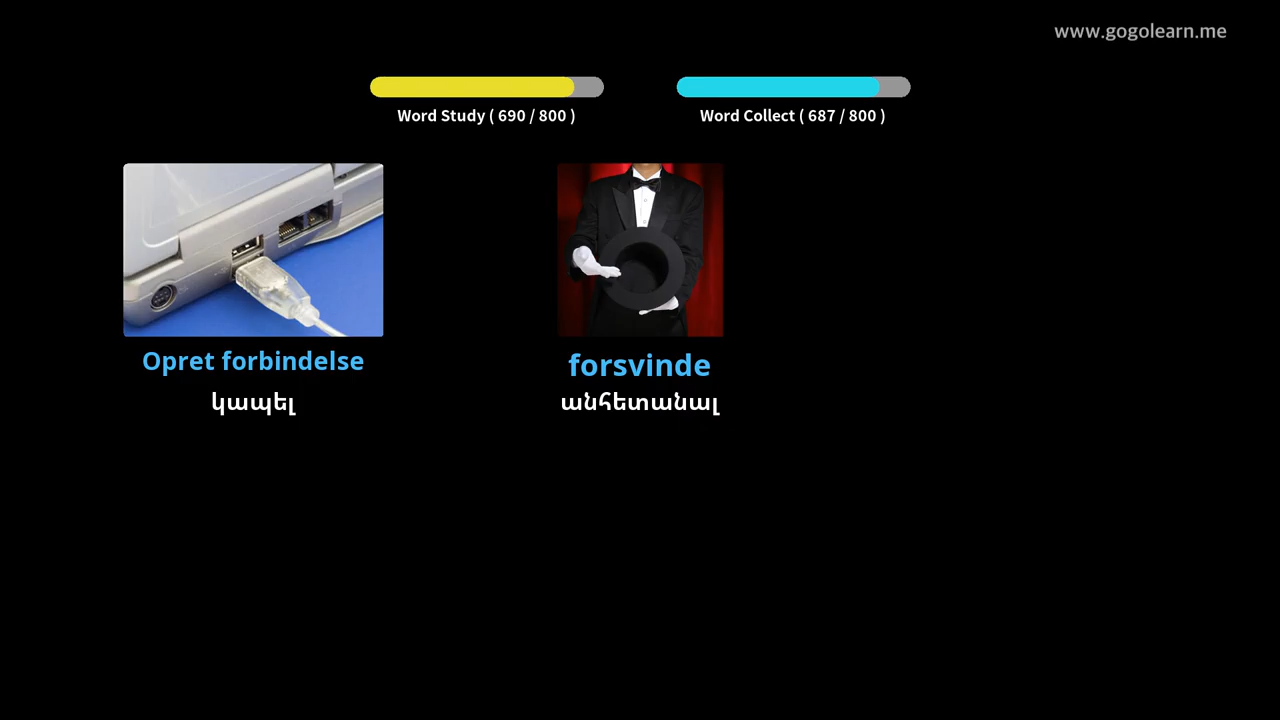 www.gogolearn.me
Word Study ( 690 / 800 )
Word Collect ( 687 / 800 )
Opret forbindelse
կապել
forsvinde
անհետանալ